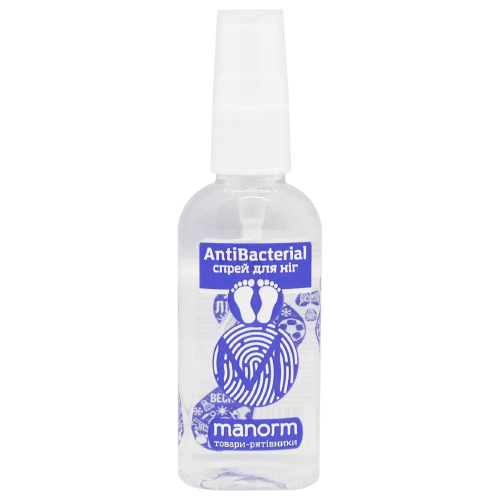 AntiBacterial
спрей для ніг
manorm
товари-рятівники